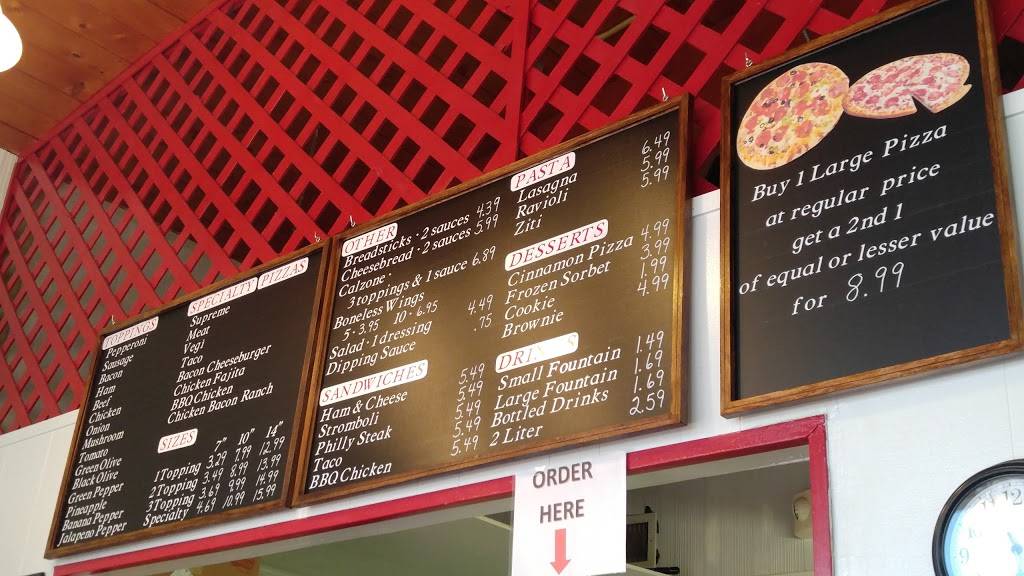 TOPPINGS
Pepperoni
Sausage
Bacon
Ham
Beef
Chicken
Onion
Mushroom
Tomato
Green Olive
Black Olive
Green Pepper
Pineapple
Banana Pepper
Jalapeno Pepper
SPECIALTY PIZZAS
Supreme
Meat
Vegi
Taco
Bacon Cheeseburger
Chicken Fajita
BBQ Chicken
Chicken Bacon Ranch
SIZES
7" 10" 14"
1 Topping 3.29 7.99 12.99
2 Topping 3.49 8.99 13.99
3 Topping 3.69 9.99 14.99
Specialty 4.69 10.99 15.99
OTHER
Breadsticks · 2 sauces 4.39
Cheesebread · 2 sauces 5.99
Calzone ·
3 toppings & 1 sauce 6.89
Boneless Wings
5 · 3.95 10 · 6.95
Salad · 1 dressing 4.49
Dipping Sauce .75
SANDWICHES
Ham & Cheese 5.49
Stromboli 5.49
Philly Steak 5.49
Taco 5.49
BBQ Chicken 5.49
PASTA
Lasagna 6.49
Ravioli 5.99
Ziti 5.99
DESSERTS
Cinnamon Pizza 4.99
Frozen Sorbet 3.99
Cookie 1.99
Brownie 4.99
Small Fountain 1.49
Large Fountain 1.69
Bottled Drinks 1.69
2 Liter 2.59
Buy 1 Large Pizza
at regular price
get a 2nd 1
of equal or lesser value
for 8.99
ORDER
HERE
12
9